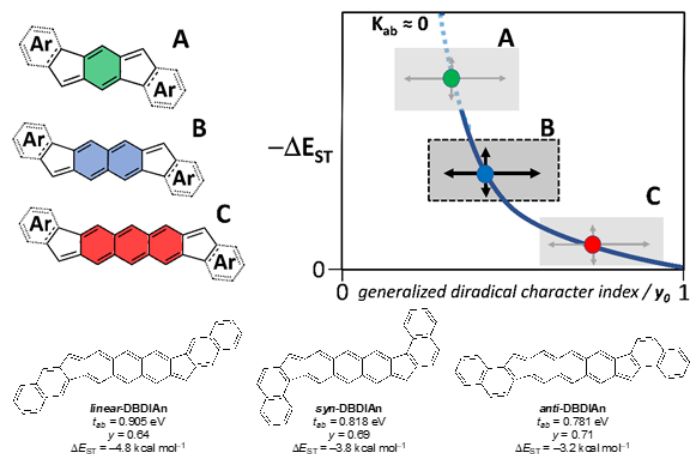 Ar
A
Ar
Ar
B
Ar
Ar
C
Ar
K_ab ≈ 0
A
B
C
−ΔE_ST
0
0
generalized diradical character index / y₀
1
linear-DBDIAn
t_ab = 0.905 eV
y = 0.64
ΔE_ST = −4.8 kcal mol⁻¹
syn-DBDIAn
t_ab = 0.818 eV
y = 0.69
ΔE_ST = −3.8 kcal mol⁻¹
anti-DBDIAn
t_ab = 0.781 eV
y = 0.71
ΔE_ST = −3.2 kcal mol⁻¹